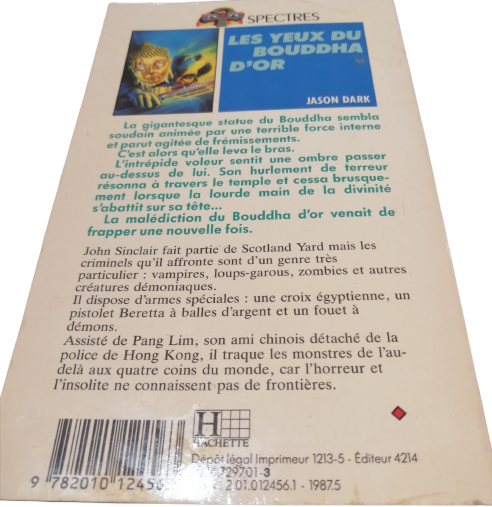 SPECTRES
LES YEUX DU
BOUDDHA
D'OR
JASON DARK
La gigantesque statue du Bouddha sembla
soudain animée par une terrible force interne
et parut agitée de frémissements.
C'est alors qu'elle leva le bras.
L'intrépide voleur sentit une ombre passer
au-dessus de lui. Son hurlement de terreur
résonna à travers le temple et cessa brusque-
ment lorsque la lourde main de la divinité
s'abattit sur sa tête...
La malédiction du Bouddha d'or venait de
frapper une nouvelle fois.
John Sinclair fait partie de Scotland Yard mais les
criminels qu'il affronte sont d'un genre très
particulier : vampires, loups-garous, zombies et autres
créatures démoniaques.
Il dispose d'armes spéciales : une croix égyptienne, un
pistolet Beretta à balles d'argent et un fouet à
démons.
Assisté de Pang Lim, son ami chinois détaché de la
police de Hong Kong, il traque les monstres de l'au-
delà aux quatre coins du monde, car l'horreur et
l'insolite ne connaissent pas de frontières.
H
HACHETTE
Dépôt légal Imprimeur 1213-5 - Éditeur 4214
29701-3
2 01.012456.1 - 1987.5
9 782010 12456